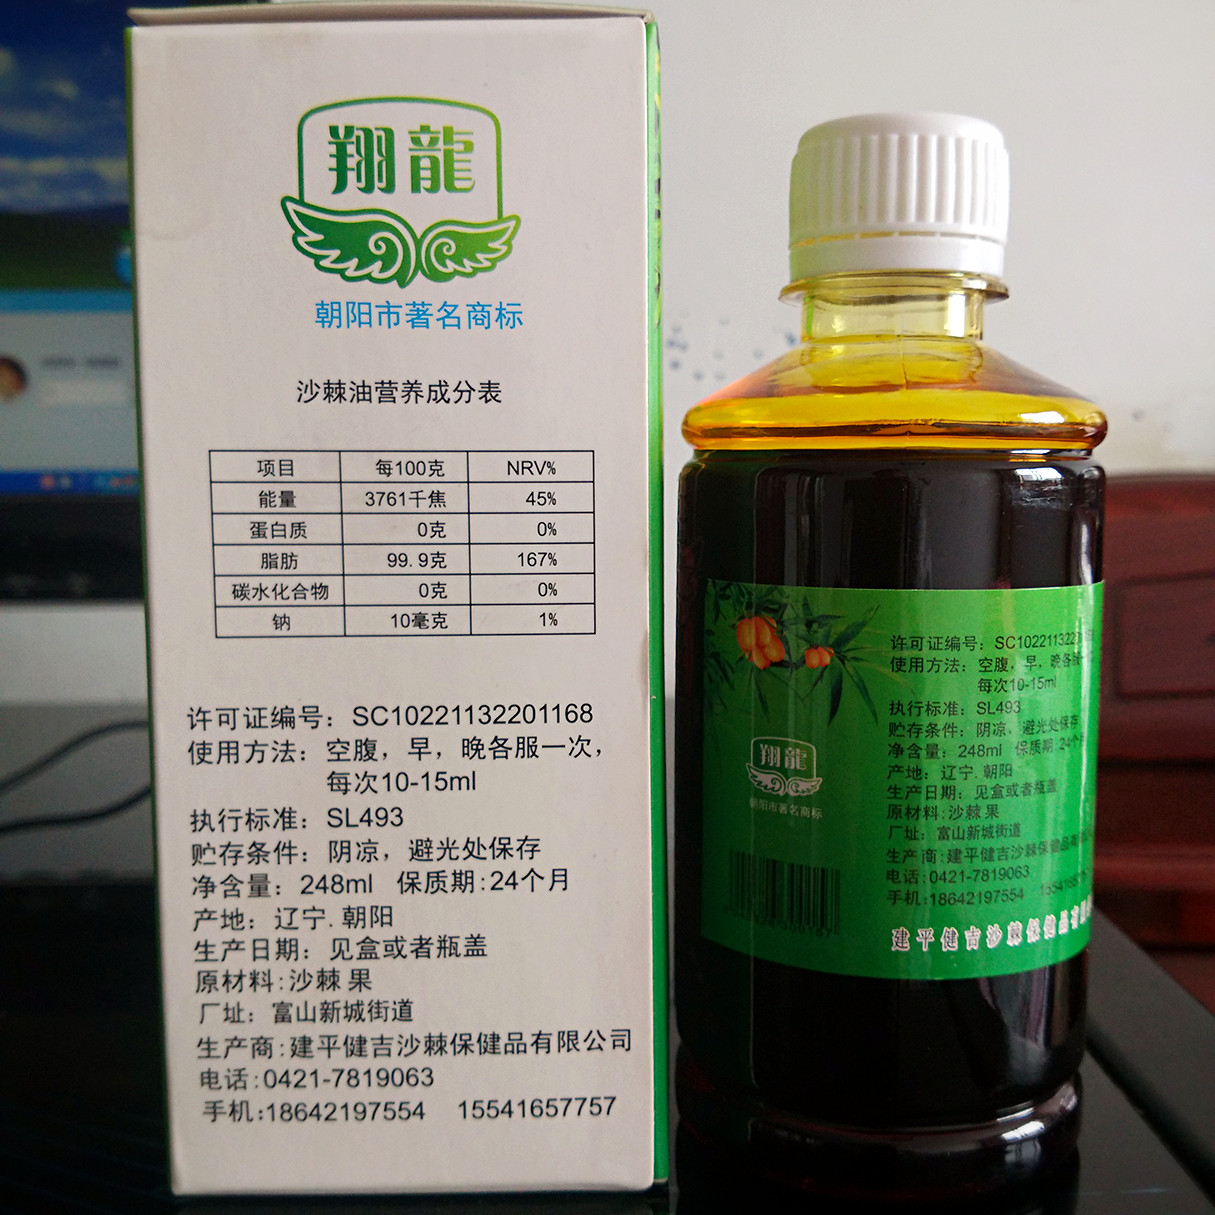 翔龍
朝阳市著名商标
沙棘油营养成分表
项目 每100克 NRV%
能量 3761千焦 45%
蛋白质 0克 0%
脂肪 99.9克 167%
碳水化合物 0克 0%
钠 10毫克 1%
许可证编号：SC10221132201168
使用方法：空腹，早，晚各服一次，
每次10-15ml
执行标准：SL493
贮存条件：阴凉，避光处保存
净含量：248ml 保质期:24个月
产地：辽宁.朝阳
生产日期：见盒或者瓶盖
原材料:沙棘果
厂址：富山新城街道
生产商:建平健吉沙棘保健品有限公司
电话:0421-7819063
手机:18642197554 15541657757
翔龍
朝阳市著名商标
许可证编号：SC102211322
使用方法：空腹，早，晚各服一
每次10-15ml
执行标准：SL493
贮存条件：阴凉，避光处保存
净含量：248ml 保质期:24个月
产地：辽宁.朝阳
生产日期：见盒或者瓶盖
原材料:沙棘果
厂址：富山新城街道
生产商:建平健吉沙棘保健品
电话:0421-7819063
手机:18642197554
建平健吉沙棘保健品有